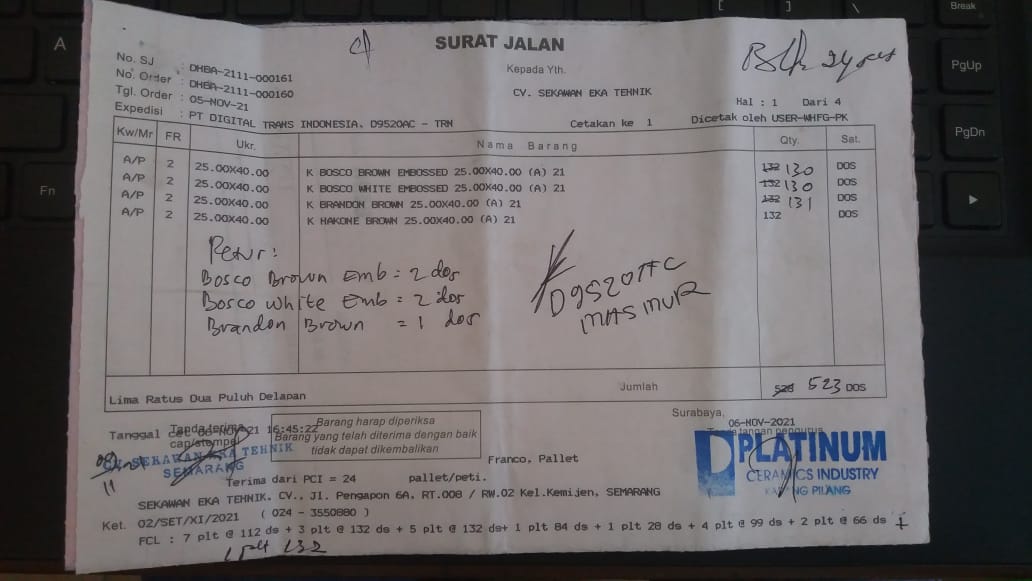 SURAT JALAN
No. SJ : DHBA-2111-000161
No. Order : DHBA-2111-000160
Tgl. Order : 05-NOV-21
Expedisi : PT DIGITAL TRANS INDONESIA. D9520AC - TRN
Kepada Yth.
CV. SEKAWAN EKA TEHNIK
Cetakan ke 1
Hal : 1 Dari 4
Dicetak oleh USER-WHFG-PK
Kw/Mr FR Ukr. Nama Barang Qty. Sat.
A/P 2 25.00X40.00 K BOSCO BROWN EMBOSSED 25.00X40.00 (A) 21 132 130 DOS
A/P 2 25.00X40.00 K BOSCO WHITE EMBOSSED 25.00X40.00 (A) 21 132 130 DOS
A/P 2 25.00X40.00 K BRANDON BROWN 25.00X40.00 (A) 21 132 131 DOS
A/P 2 25.00X40.00 K HAKONE BROWN 25.00X40.00 (A) 21 132 DOS
Retur:
Bosco Brown Emb = 2 dos
Bosco White Emb = 2 dos
Brandon Brown = 1 dos
MAS MUR
Jumlah 528 523 DOS
Lima Ratus Dua Puluh Delapan
Tanggal cet 06-NOV-21 16:45:22
Tanda terima
cap/stempel
CV. SEKAWAN EKA TEHNIK
SEMARANG
Barang harap diperiksa
Barang yang telah diterima dengan baik
tidak dapat dikembalikan
Surabaya,
06-NOV-2021
Tanda tangan pengurus
PLATINUM
CERAMICS INDUSTRY
KARANG PILANG
Franco, Pallet
Terima dari PCI = 24 pallet/peti.
SEKAWAN EKA TEHNIK. CV., Jl. Pengapon 6A, RT.008 / RW.02 Kel.Kemijen, SEMARANG
( 024 - 3550880 )
Ket. 02/SET/XI/2021
FCL : 7 plt @ 112 ds + 3 plt @ 132 ds + 5 plt @ 132 ds+ 1 plt 84 ds + 1 plt 28 ds + 4 plt @ 99 ds + 2 plt @ 66 ds +
1 plt 132
A
Fn
Break
PgUp
PgDn